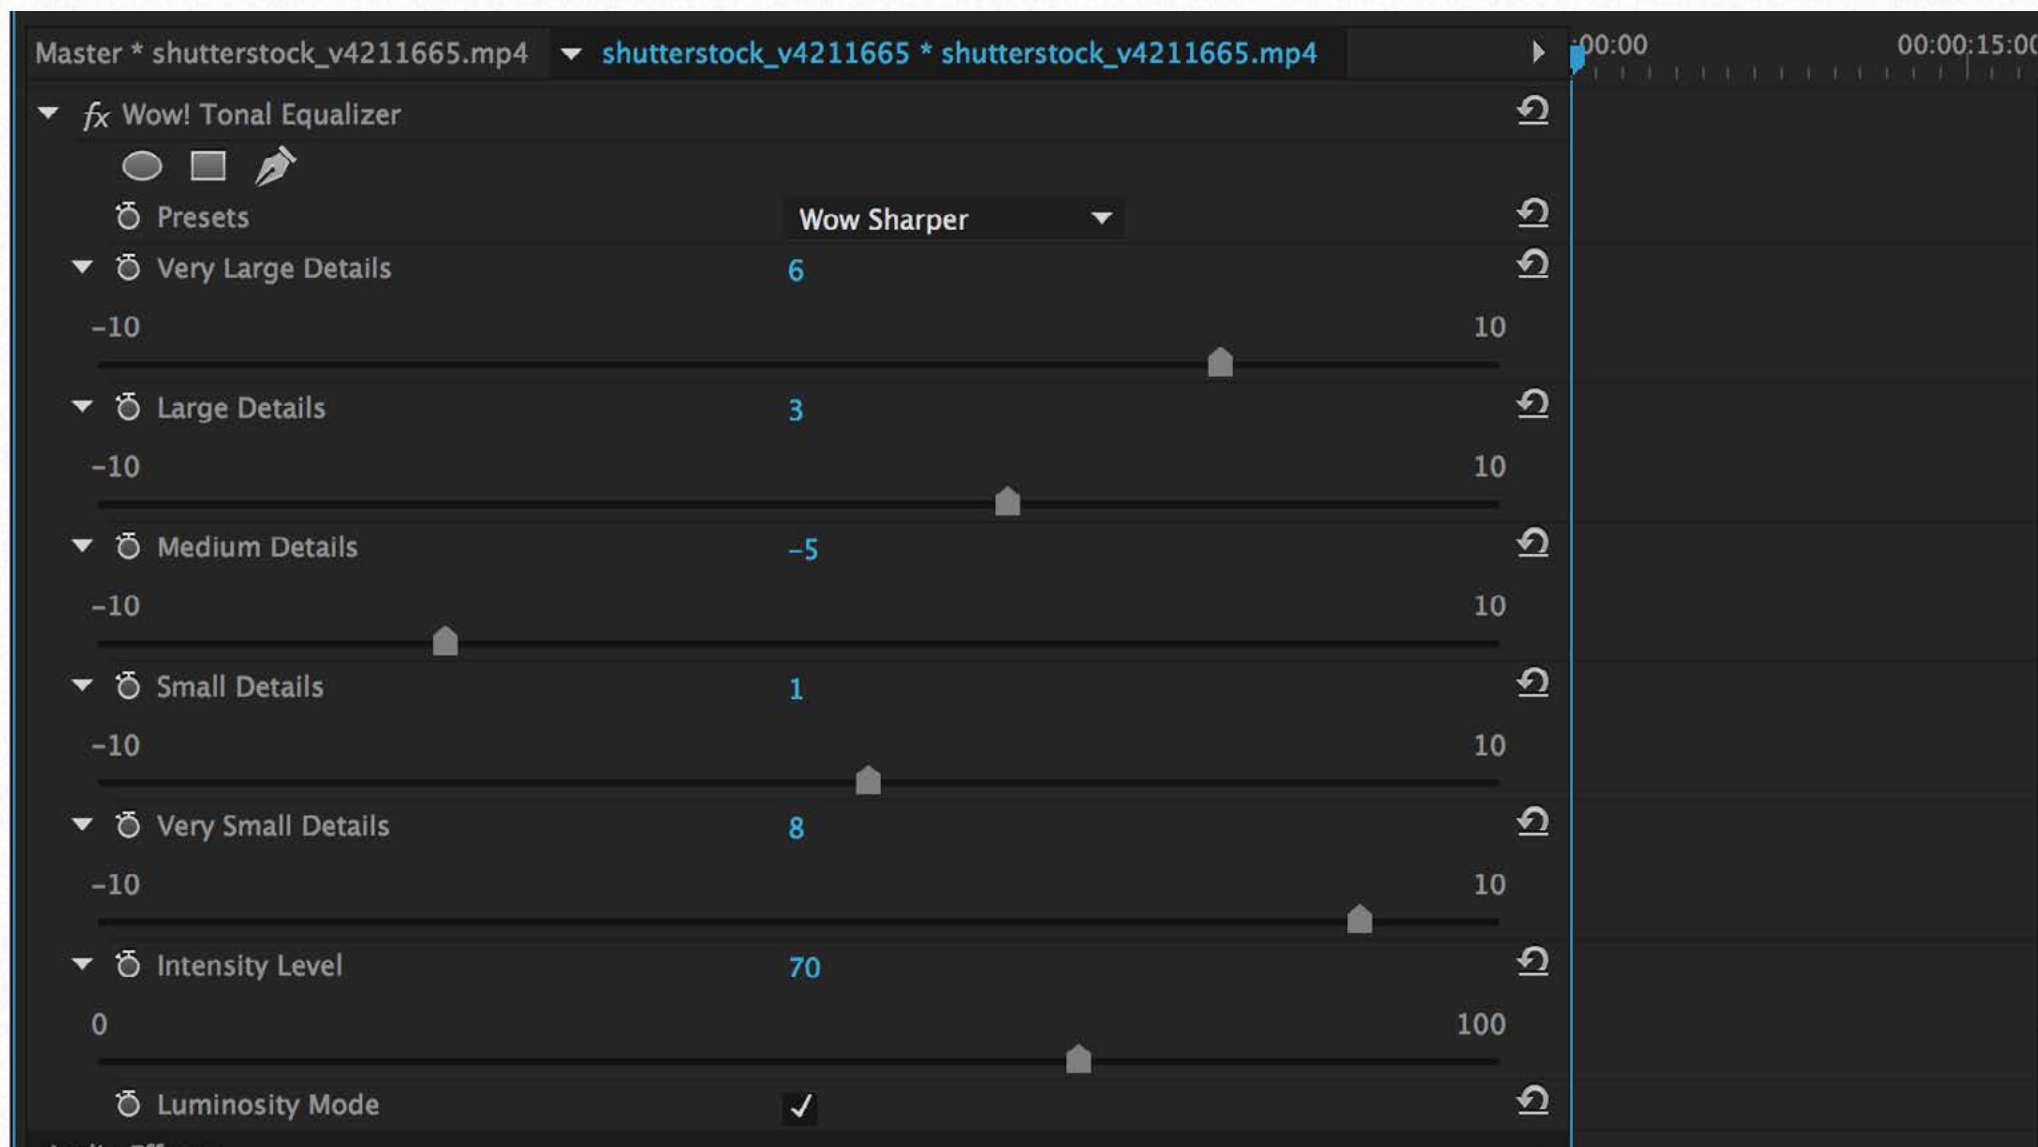 Master * shutterstock_v4211665.mp4 shutterstock_v4211665 * shutterstock_v4211665.mp4 :00:00 00:00:15:00
fx Wow! Tonal Equalizer
Presets Wow Sharper
Very Large Details 6
-10 10
Large Details 3
-10 10
Medium Details -5
-10 10
Small Details 1
-10 10
Very Small Details 8
-10 10
Intensity Level 70
0 100
Luminosity Mode